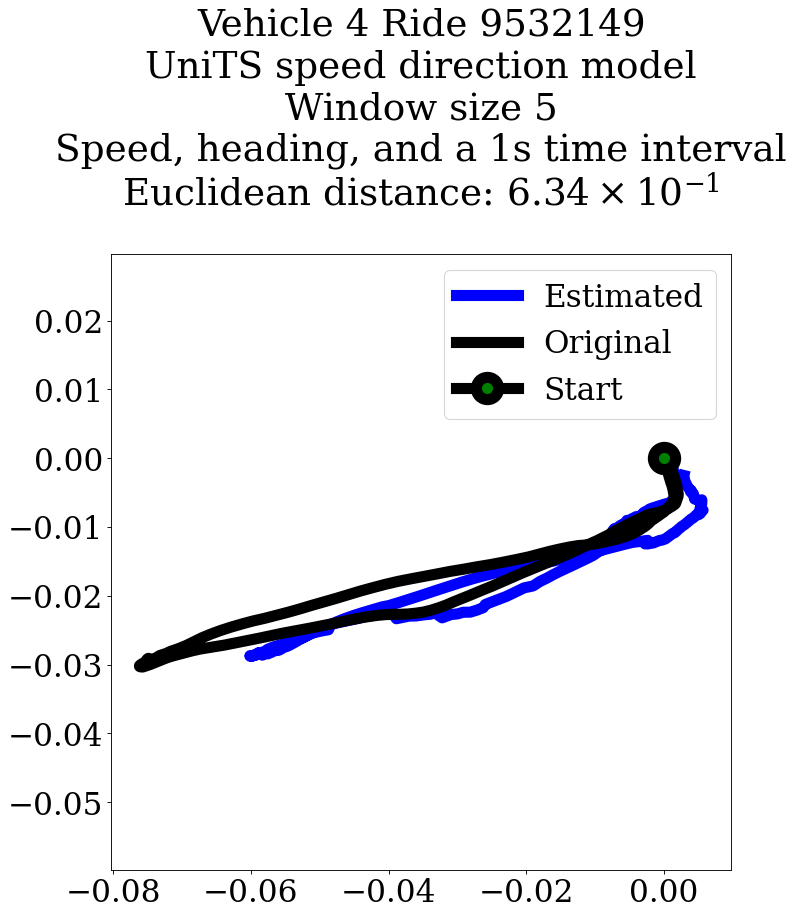 Vehicle 4 Ride 9532149
UniTS speed direction model
Window size 5
Speed, heading, and a 1s time interval
Euclidean distance: 6.34 × 10⁻¹
Estimated
Original
Start
0.02
0.01
0.00
−0.01
−0.02
−0.03
−0.04
−0.05
−0.08 −0.06 −0.04 −0.02 0.00